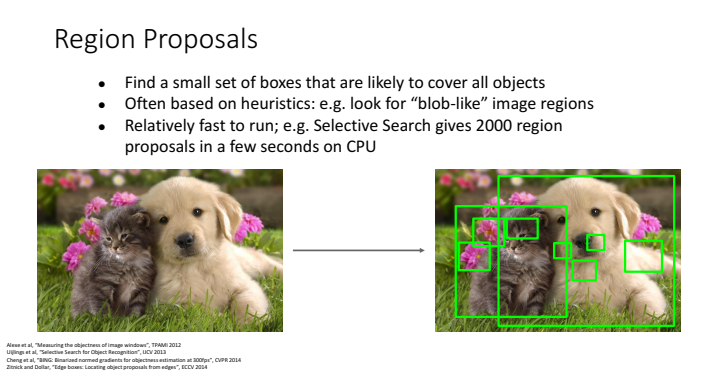 Region Proposals
● Find a small set of boxes that are likely to cover all objects
● Often based on heuristics: e.g. look for “blob-like” image regions
● Relatively fast to run; e.g. Selective Search gives 2000 region
proposals in a few seconds on CPU
Alexe et al, "Measuring the objectness of image windows", TPAMI 2012
Uijlings et al, "Selective Search for Object Recognition", IJCV 2013
Cheng et al, "BING: Binarized normed gradients for objectness estimation at 300fps", CVPR 2014
Zitnick and Dollar, "Edge boxes: Locating object proposals from edges", ECCV 2014